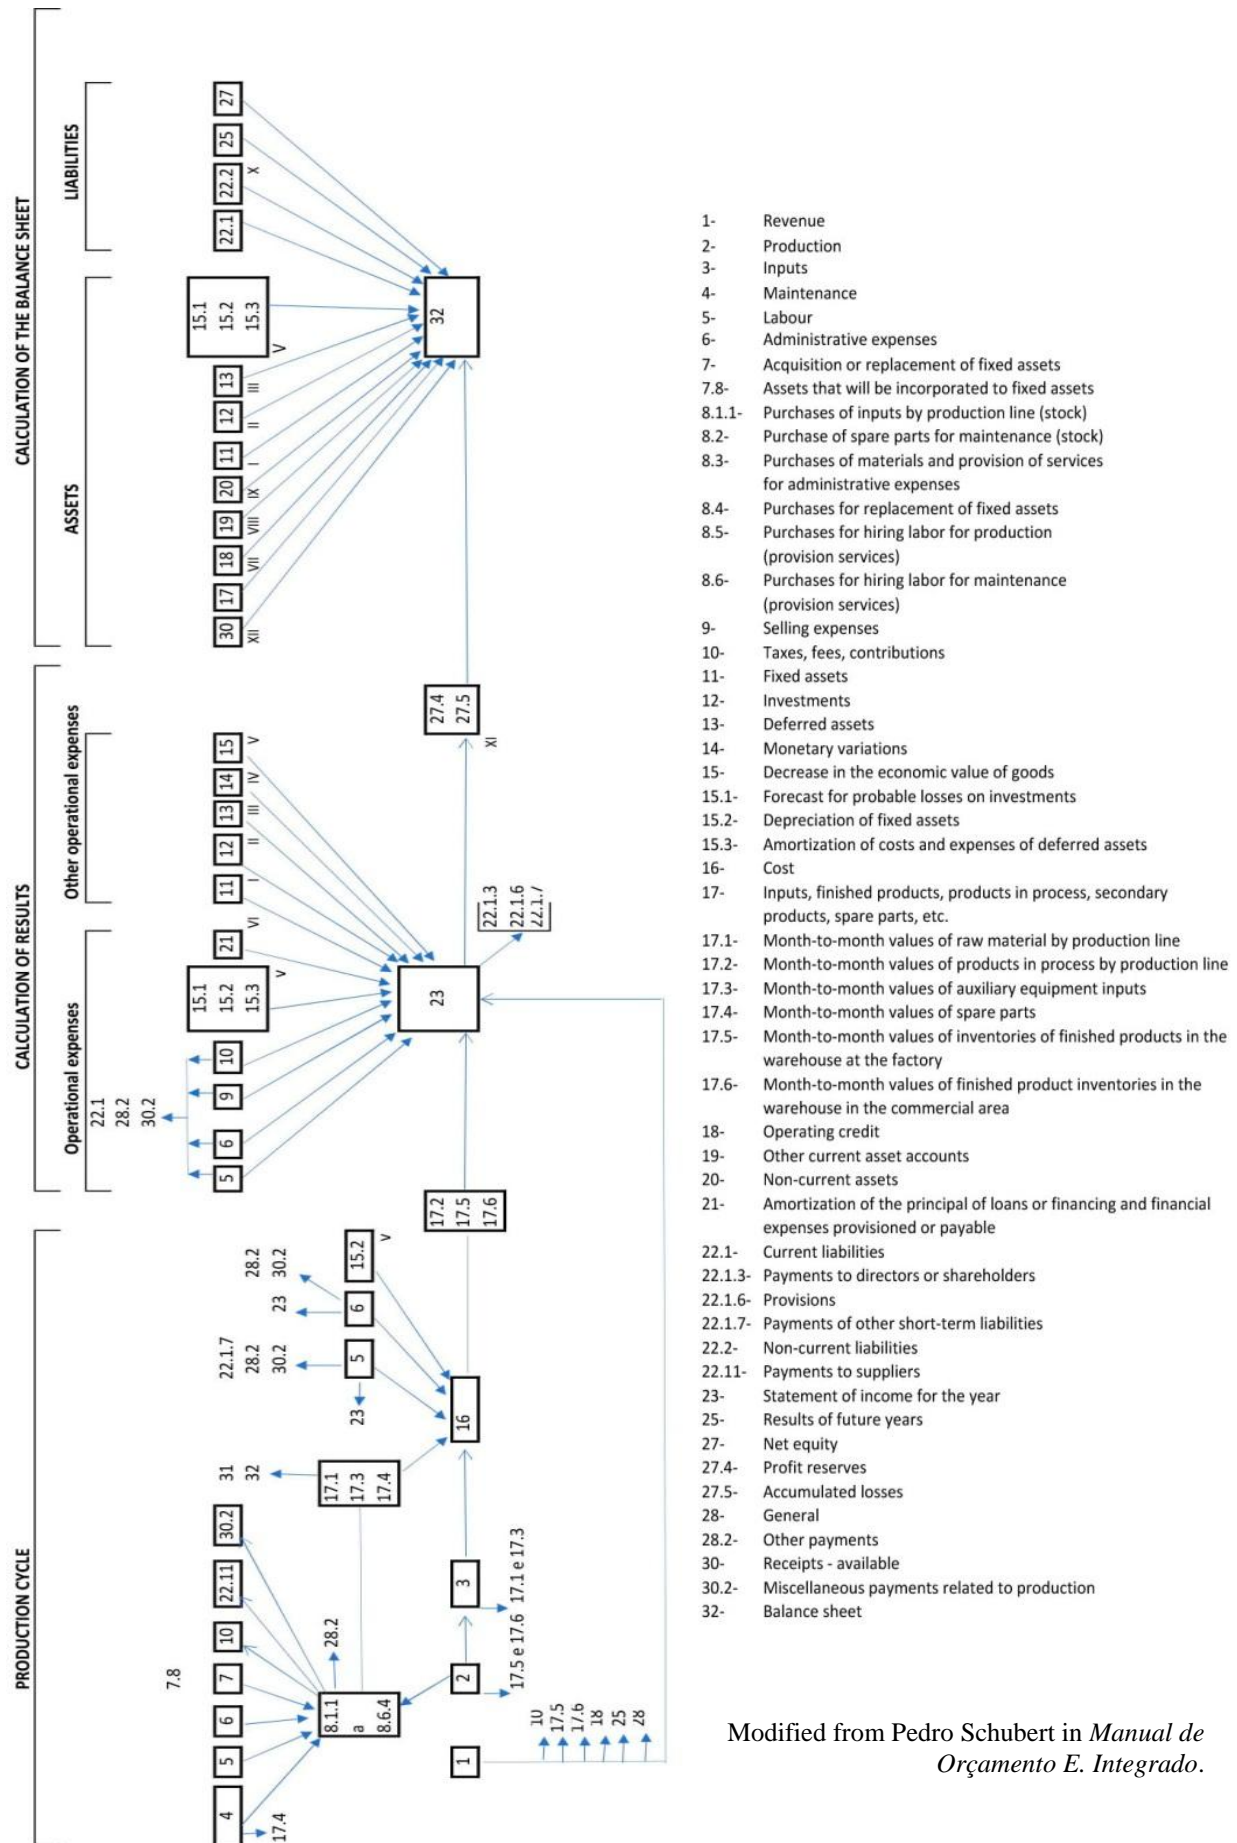 PRODUCTION CYCLE
CALCULATION OF RESULTS
CALCULATION OF THE BALANCE SHEET
Operational expenses
Other operational expenses
ASSETS
LIABILITIES
7.8
4
5
6
7
10
22.11
30.2
17.4
8.1.1
a
8.6.4
28.2
31
32
17.1
17.3
17.4
22.1.7
28.2
30.2
23
28.2
30.2
5
6
15.2
V
23
1
2
3
16
17.5 e 17.6
17.1 e 17.3
10
17.5
17.6
18
25
28
17.2
17.5
17.6
22.1
28.2
30.2
5
6
9
10
15.1
15.2
15.3
V
21
VI
11
I
12
II
13
III
14
IV
15
V
23
22.1.3
22.1.6
22.1.7
27.4
27.5
XI
30
XII
17
18
VII
19
VIII
20
IX
11
I
12
II
13
III
15.1
15.2
15.3
V
22.1
22.2
X
25
27
32
1- Revenue
2- Production
3- Inputs
4- Maintenance
5- Labour
6- Administrative expenses
7- Acquisition or replacement of fixed assets
7.8- Assets that will be incorporated to fixed assets
8.1.1- Purchases of inputs by production line (stock)
8.2- Purchase of spare parts for maintenance (stock)
8.3- Purchases of materials and provision of services
for administrative expenses
8.4- Purchases for replacement of fixed assets
8.5- Purchases for hiring labor for production
(provision services)
8.6- Purchases for hiring labor for maintenance
(provision services)
9- Selling expenses
10- Taxes, fees, contributions
11- Fixed assets
12- Investments
13- Deferred assets
14- Monetary variations
15- Decrease in the economic value of goods
15.1- Forecast for probable losses on investments
15.2- Depreciation of fixed assets
15.3- Amortization of costs and expenses of deferred assets
16- Cost
17- Inputs, finished products, products in process, secondary
products, spare parts, etc.
17.1- Month-to-month values of raw material by production line
17.2- Month-to-month values of products in process by production line
17.3- Month-to-month values of auxiliary equipment inputs
17.4- Month-to-month values of spare parts
17.5- Month-to-month values of inventories of finished products in the
warehouse at the factory
17.6- Month-to-month values of finished product inventories in the
warehouse in the commercial area
18- Operating credit
19- Other current asset accounts
20- Non-current assets
21- Amortization of the principal of loans or financing and financial
expenses provisioned or payable
22.1- Current liabilities
22.1.3- Payments to directors or shareholders
22.1.6- Provisions
22.1.7- Payments of other short-term liabilities
22.2- Non-current liabilities
22.11- Payments to suppliers
23- Statement of income for the year
25- Results of future years
27- Net equity
27.4- Profit reserves
27.5- Accumulated losses
28- General
28.2- Other payments
30- Receipts - available
30.2- Miscellaneous payments related to production
32- Balance sheet
Modified from Pedro Schubert in Manual de
Orçamento E. Integrado.